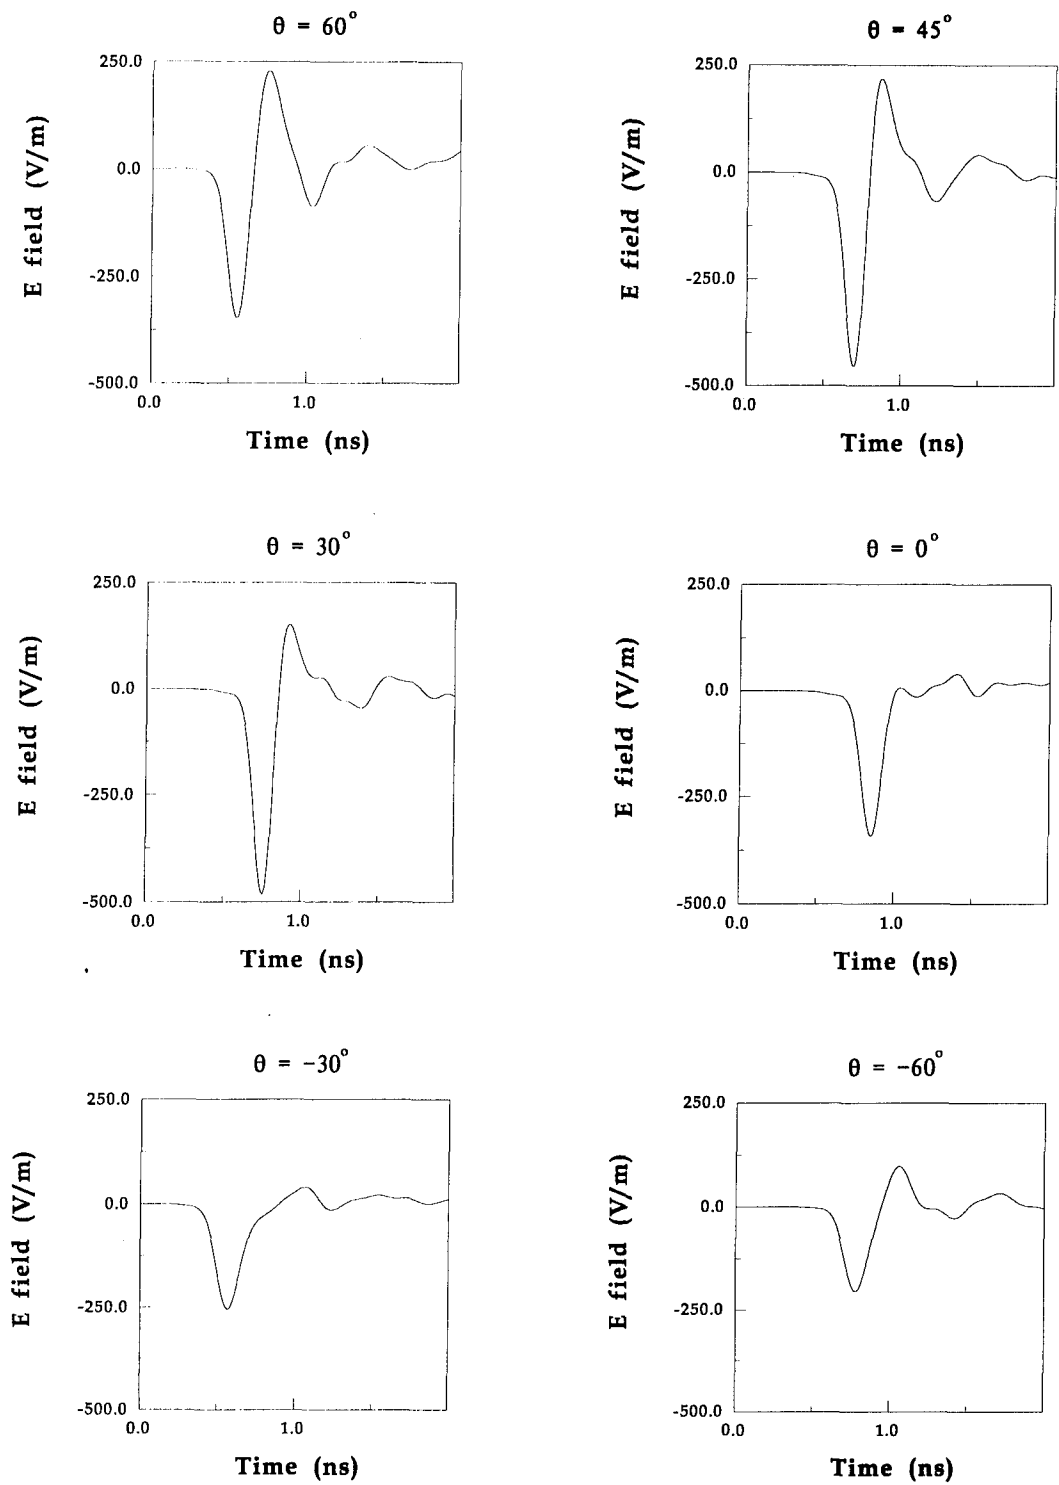 θ = 60° θ = 45°
250.0 250.0
0.0 0.0
-250.0 -250.0
-500.0 -500.0
E field (V/m) E field (V/m)
0.0 1.0 0.0 1.0
Time (ns) Time (ns)
θ = 30° θ = 0°
250.0 250.0
0.0 0.0
-250.0 -250.0
-500.0 -500.0
E field (V/m) E field (V/m)
0.0 1.0 0.0 1.0
Time (ns) Time (ns)
θ = -30° θ = -60°
250.0 250.0
0.0 0.0
-250.0 -250.0
-500.0 -500.0
E field (V/m) E field (V/m)
0.0 1.0 0.0 1.0
Time (ns) Time (ns)